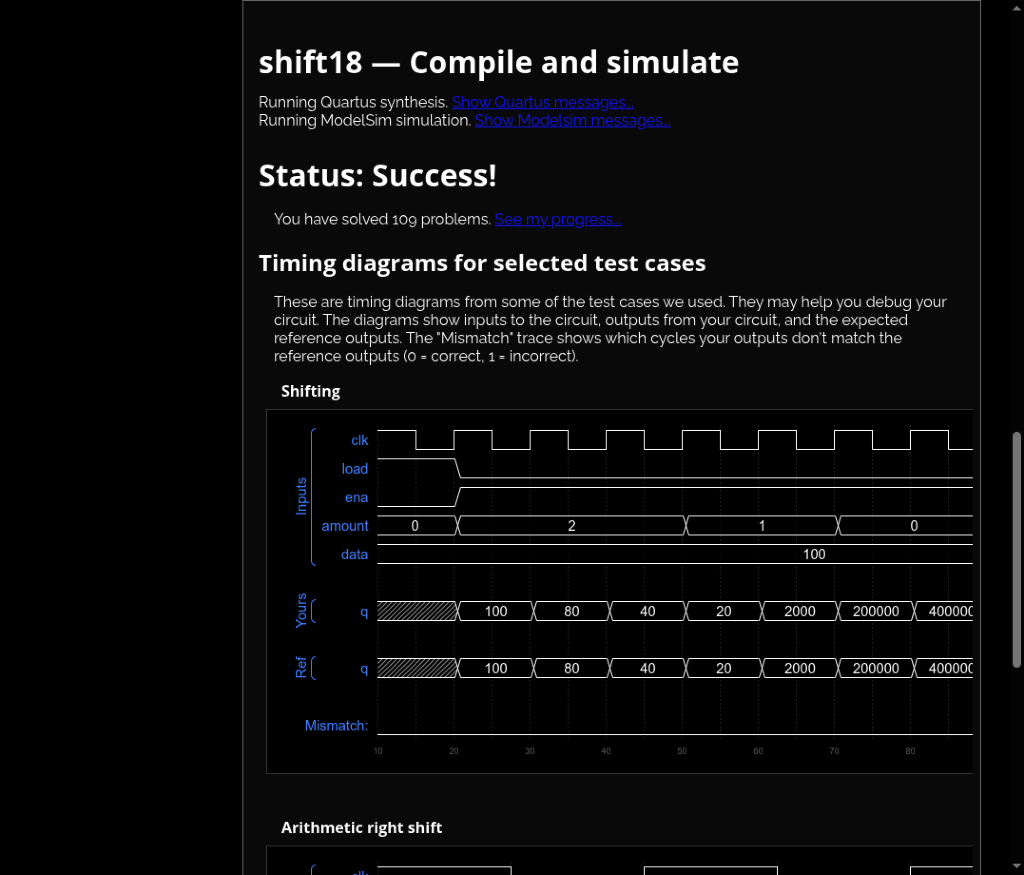 shift18 — Compile and simulate
Running Quartus synthesis. Show Quartus messages...
Running ModelSim simulation. Show Modelsim messages...
Status: Success!
You have solved 109 problems. See my progress...
Timing diagrams for selected test cases
These are timing diagrams from some of the test cases we used. They may help you debug your
circuit. The diagrams show inputs to the circuit, outputs from your circuit, and the expected
reference outputs. The "Mismatch" trace shows which cycles your outputs don't match the
reference outputs (0 = correct, 1 = incorrect).
Shifting
Inputs
clk
load
ena
amount 0 2 1 0
data 100
Yours
q 100 80 40 20 2000 200000 400000
Ref
q 100 80 40 20 2000 200000 400000
Mismatch:
10 20 30 40 50 60 70 80
Arithmetic right shift